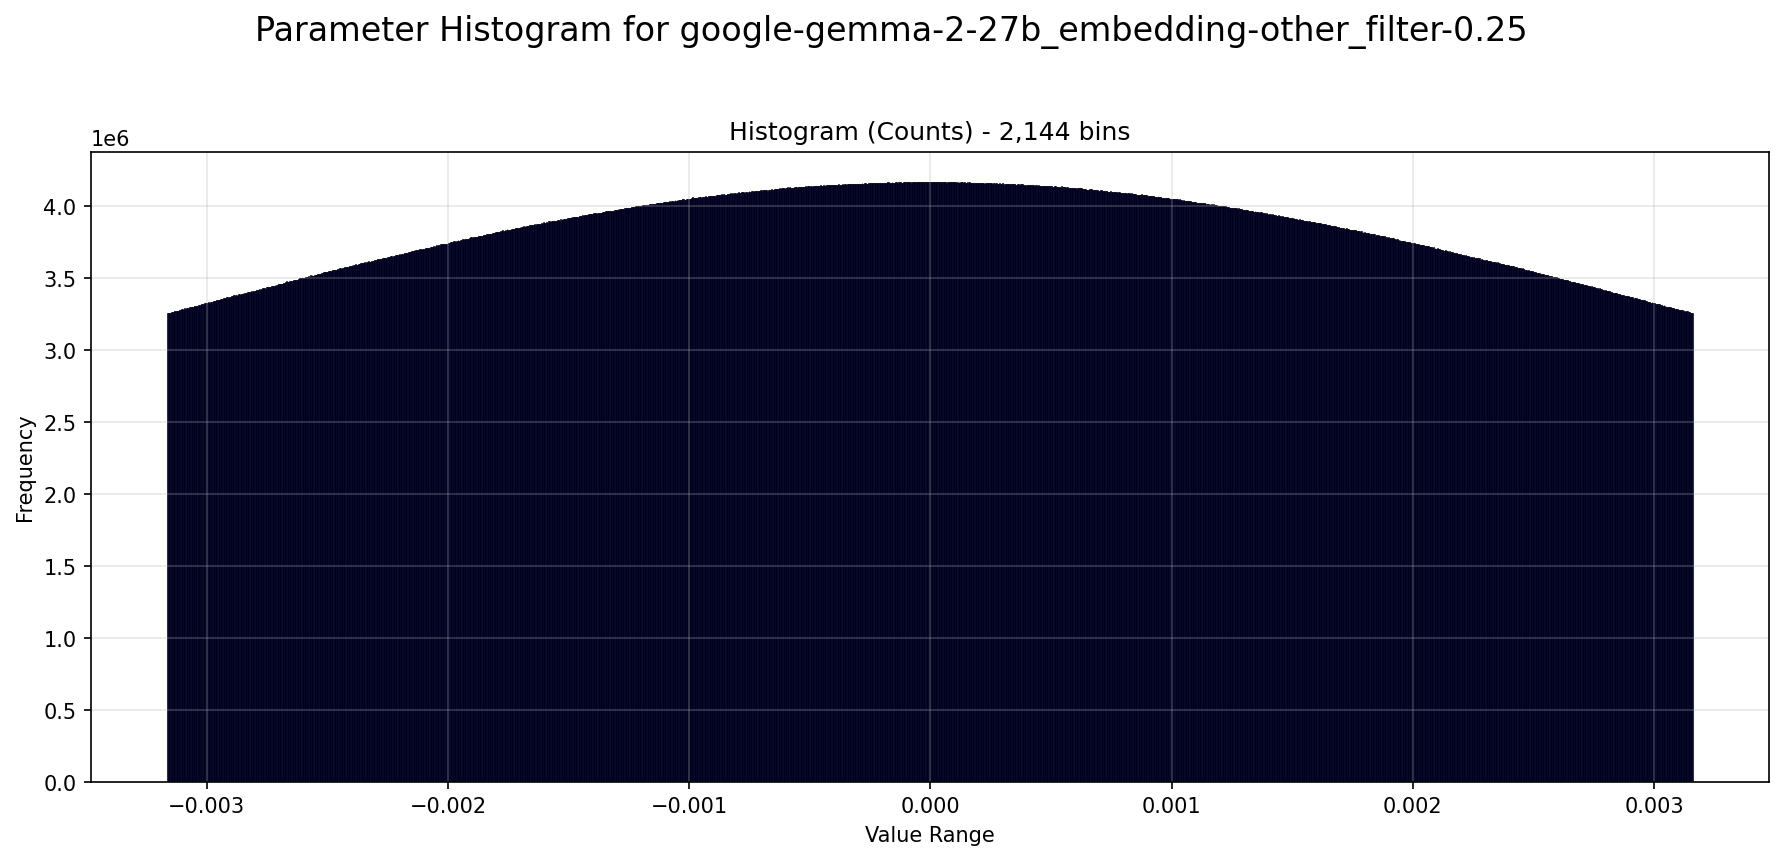 Parameter Histogram for google-gemma-2-27b_embedding-other_filter-0.25
Histogram (Counts) - 2,144 bins
1e6
4.0
3.5
3.0
2.5
2.0
1.5
1.0
0.5
0.0
Frequency
−0.003 −0.002 −0.001 0.000 0.001 0.002 0.003
Value Range